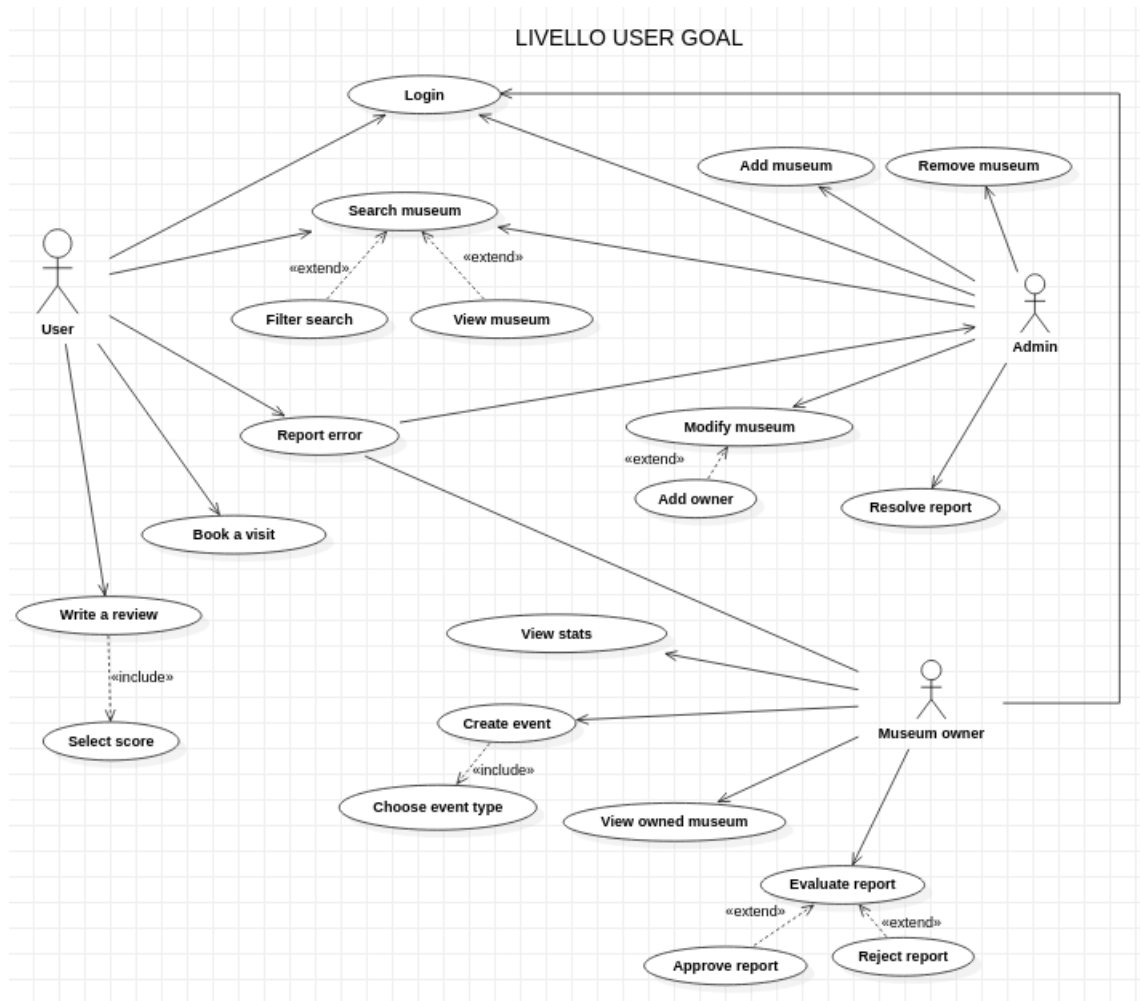 LIVELLO USER GOAL
Login
Add museum
Remove museum
Search museum
«extend»
«extend»
Filter search
View museum
User
Admin
Report error
Modify museum
«extend»
Add owner
Resolve report
Book a visit
Write a review
«include»
Select score
View stats
Create event
«include»
Choose event type
Museum owner
View owned museum
Evaluate report
«extend»
«extend»
Approve report
Reject report